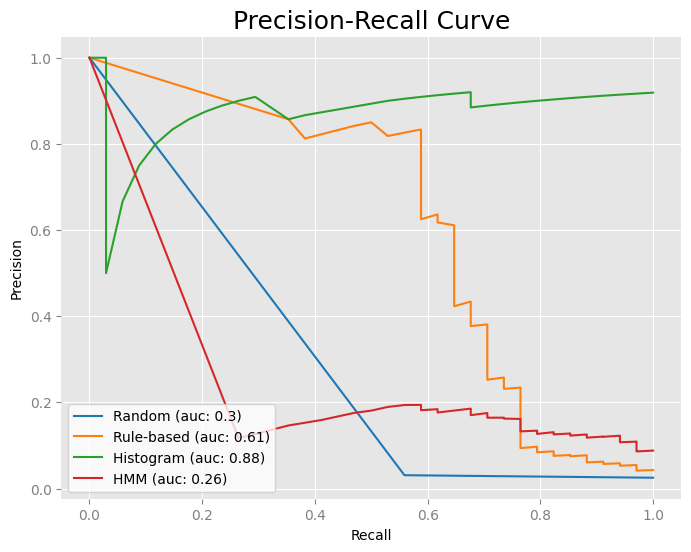 Precision-Recall Curve
Precision
1.0
0.8
0.6
0.4
0.2
0.0
Random (auc: 0.3)
Rule-based (auc: 0.61)
Histogram (auc: 0.88)
HMM (auc: 0.26)
0.0 0.2 0.4 0.6 0.8 1.0
Recall